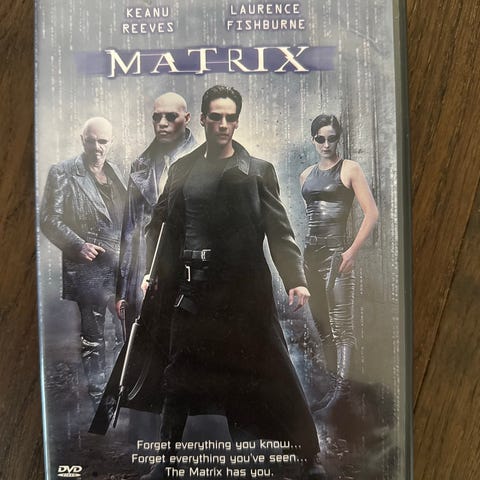 KEANU LAURENCE
REEVES FISHBURNE
MATRIX
Forget everything you know...
Forget everything you've seen...
The Matrix has you.
DVD
VIDEO